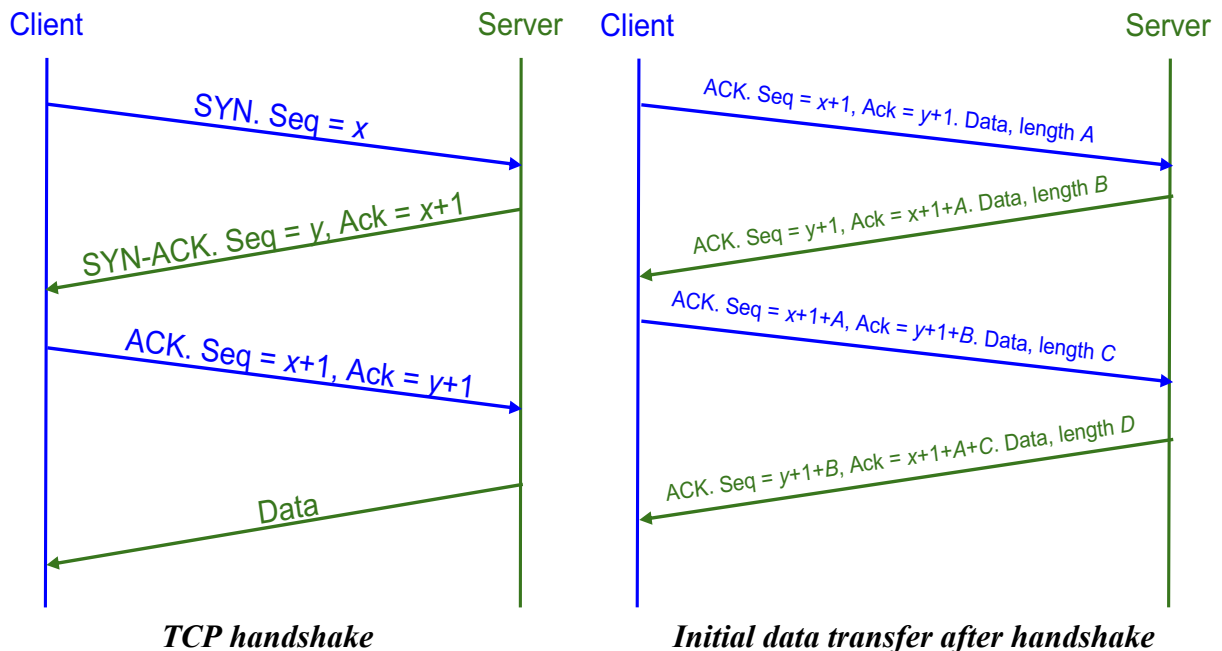 Client
Server
SYN. Seq = x
SYN-ACK. Seq = y, Ack = x+1
ACK. Seq = x+1, Ack = y+1
Data
TCP handshake
Client
Server
ACK. Seq = x+1, Ack = y+1. Data, length A
ACK. Seq = y+1, Ack = x+1+A. Data, length B
ACK. Seq = x+1+A, Ack = y+1+B. Data, length C
ACK. Seq = y+1+B, Ack = x+1+A+C. Data, length D
Initial data transfer after handshake